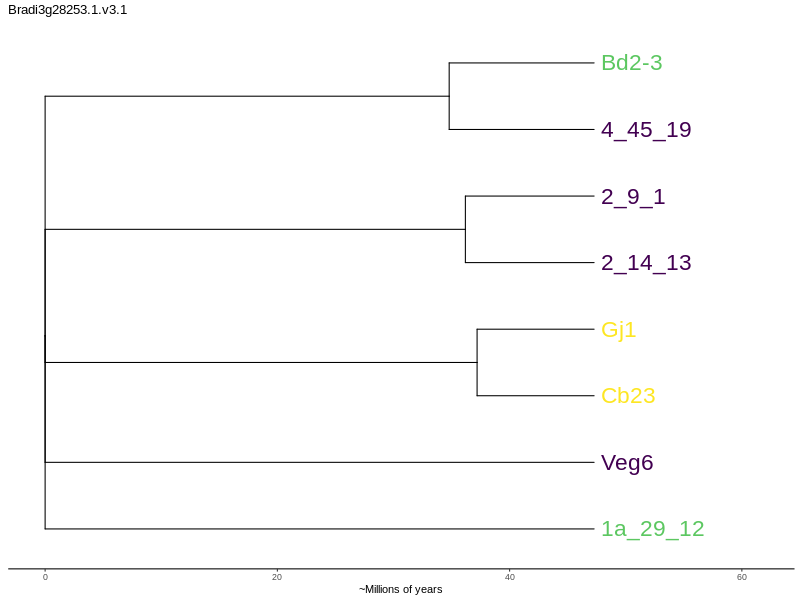 Bradi3g28253.1.v3.1
Bd2-3
4_45_19
2_9_1
2_14_13
Gj1
Cb23
Veg6
1a_29_12
0 20 40 60
~Millions of years